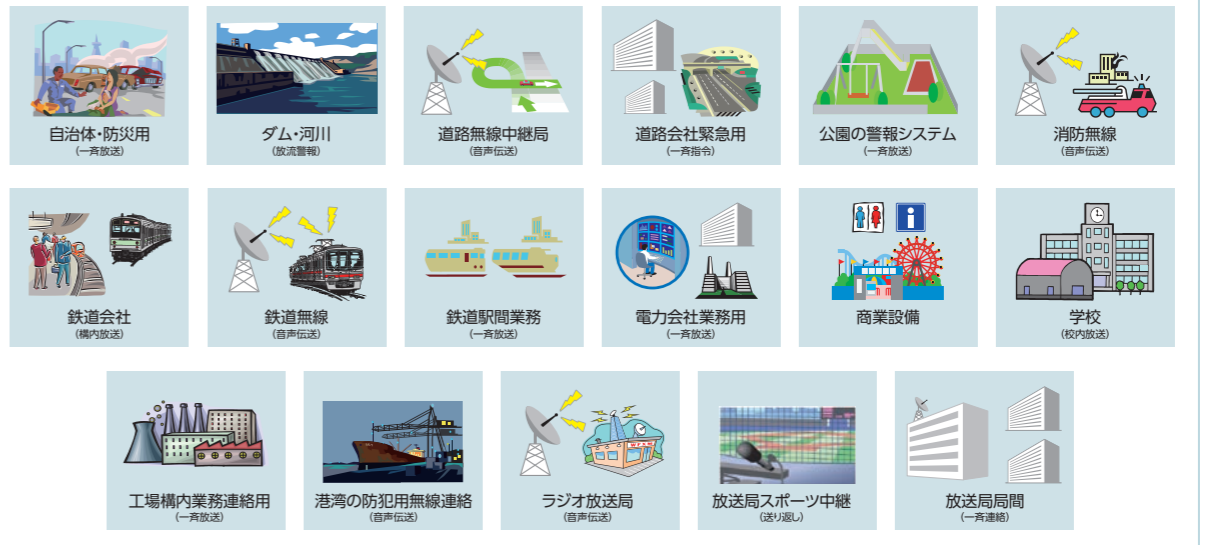 自治体・防災用
(一斉放送)
ダム・河川
(放流警報)
道路無線中継局
(音声伝送)
道路会社緊急用
(一斉指令)
公園の警報システム
(一斉放送)
消防無線
(音声伝送)
鉄道会社
(構内放送)
鉄道無線
(音声伝送)
鉄道駅間業務
(一斉放送)
電力会社業務用
(一斉放送)
商業設備
学校
(校内放送)
工場構内業務連絡用
(一斉放送)
港湾の防犯用無線連絡
(音声伝送)
ラジオ放送局
(音声伝送)
放送局スポーツ中継
(送り返し)
放送局局間
(一斉連絡)